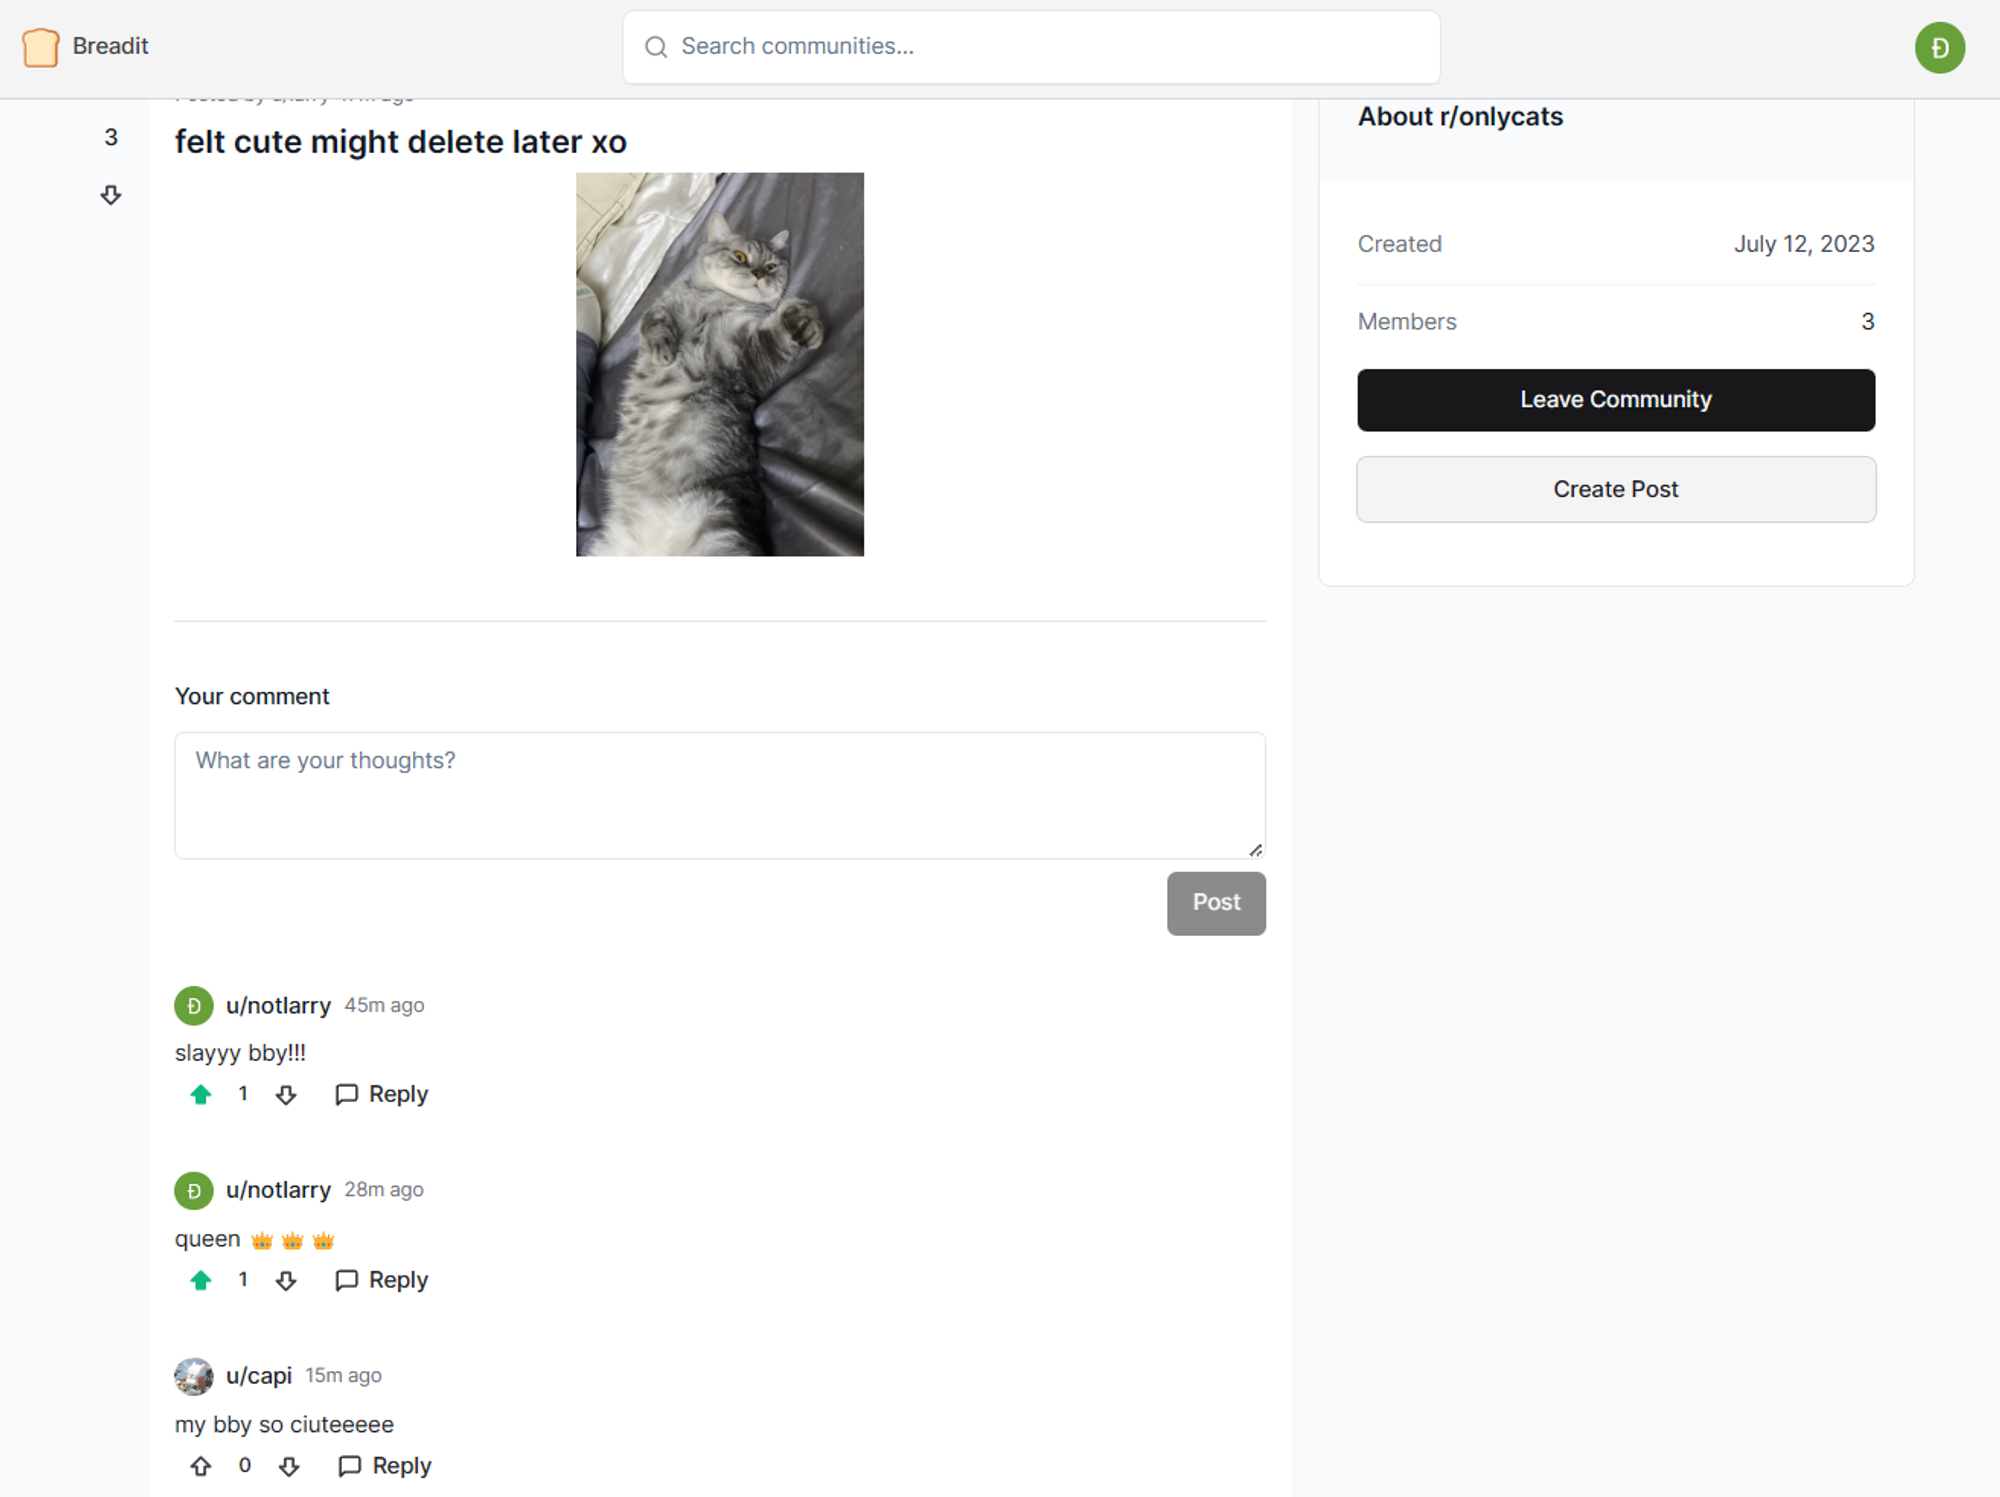 Breadit
Search communities...
Đ
3
felt cute might delete later xo
About r/onlycats
Created
July 12, 2023
Members
3
Leave Community
Create Post
Your comment
What are your thoughts?
Post
Đ u/notlarry 45m ago
slayyy bby!!!
1 Reply
Đ u/notlarry 28m ago
queen 👑 👑 👑
1 Reply
u/capi 15m ago
my bby so ciuteeeee
0 Reply